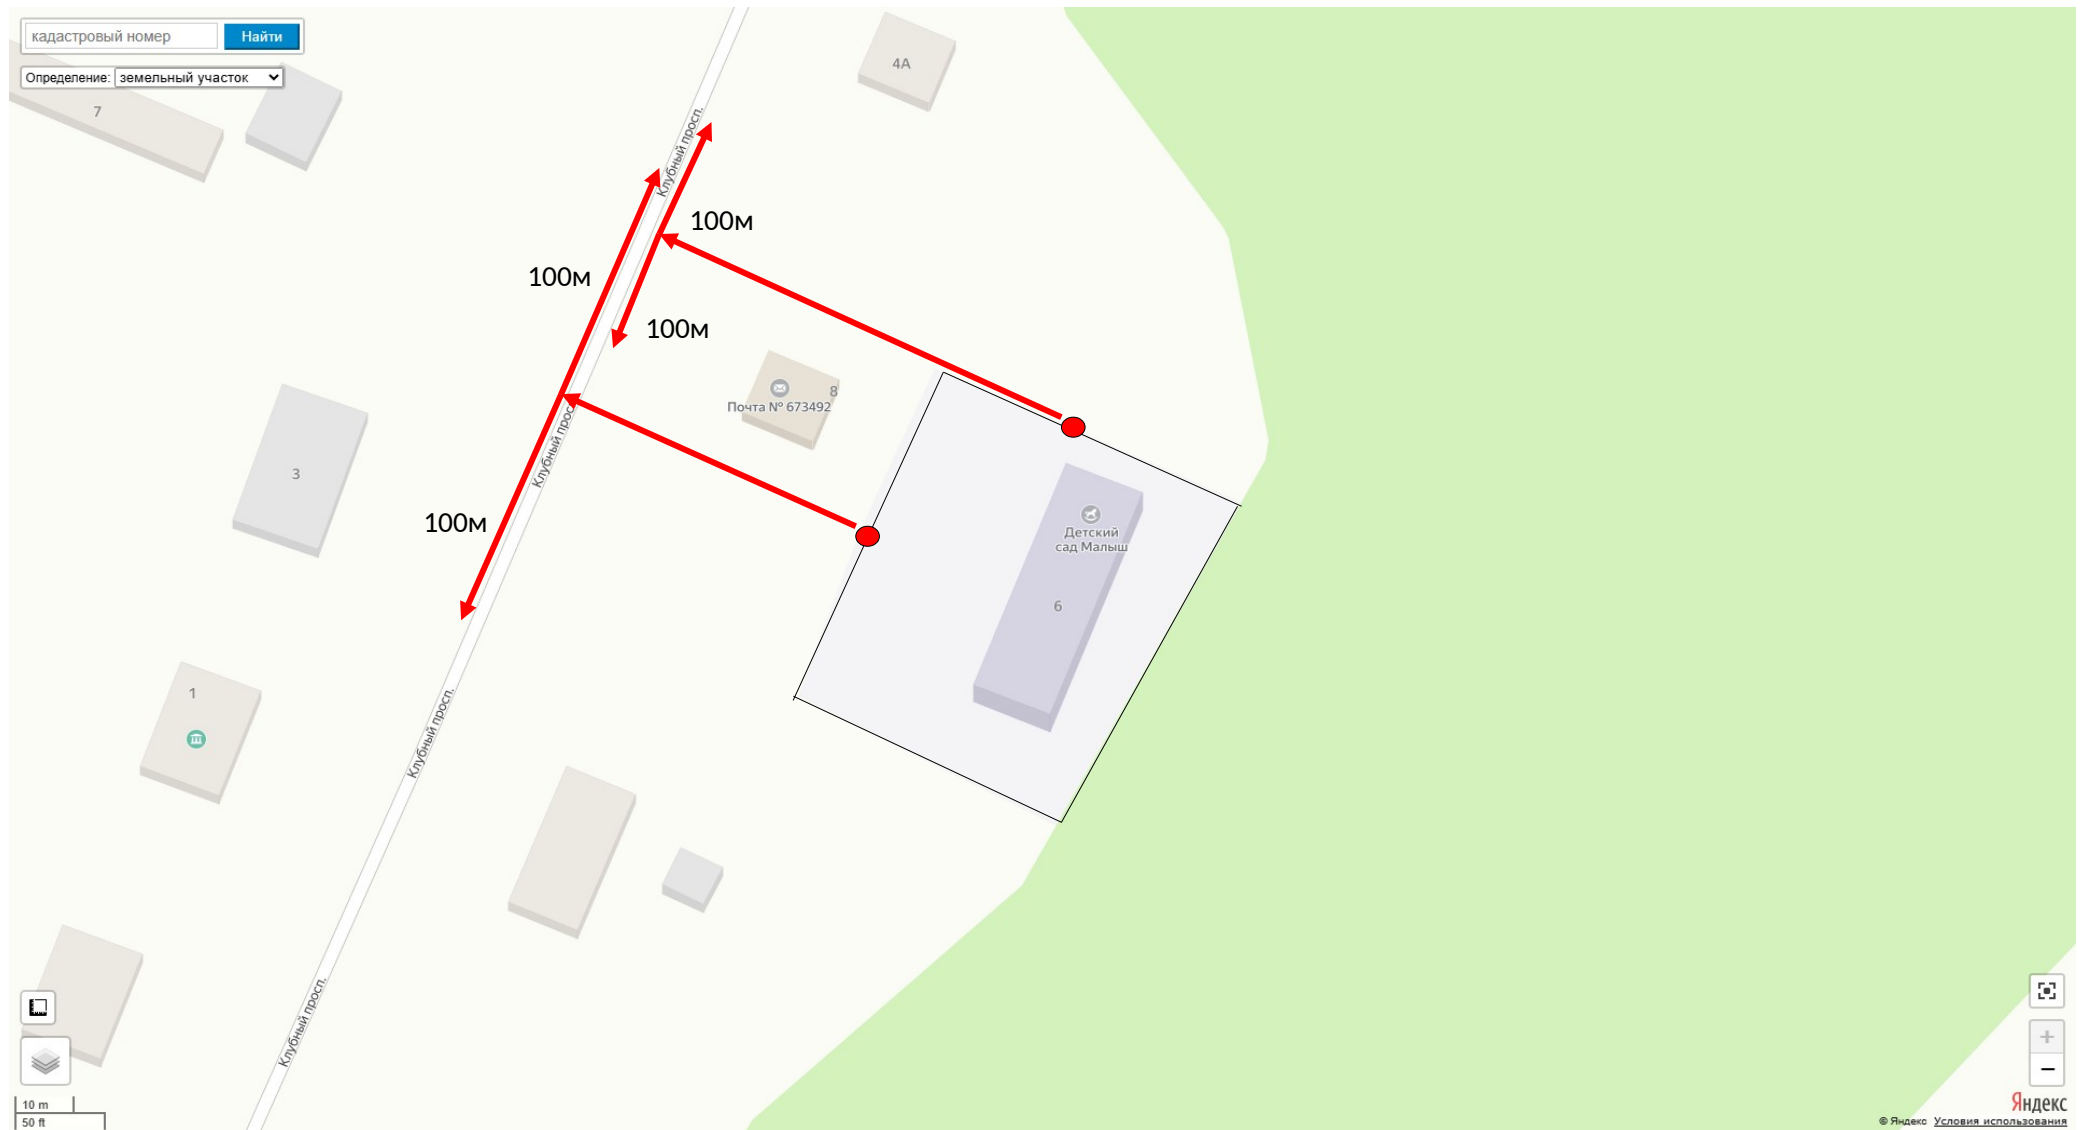 кадастровый номер
Найти
Определение: земельный участок
7
4А
Клубный просп.
100м
100м
100м
8
Почта № 673492
Клубный прос
3
100м
Детский
сад Малыш
6
1
Клубный просп.
Клубный просп.
10 m
50 ft
+
−
Яндекс
© Яндекс Условия использования